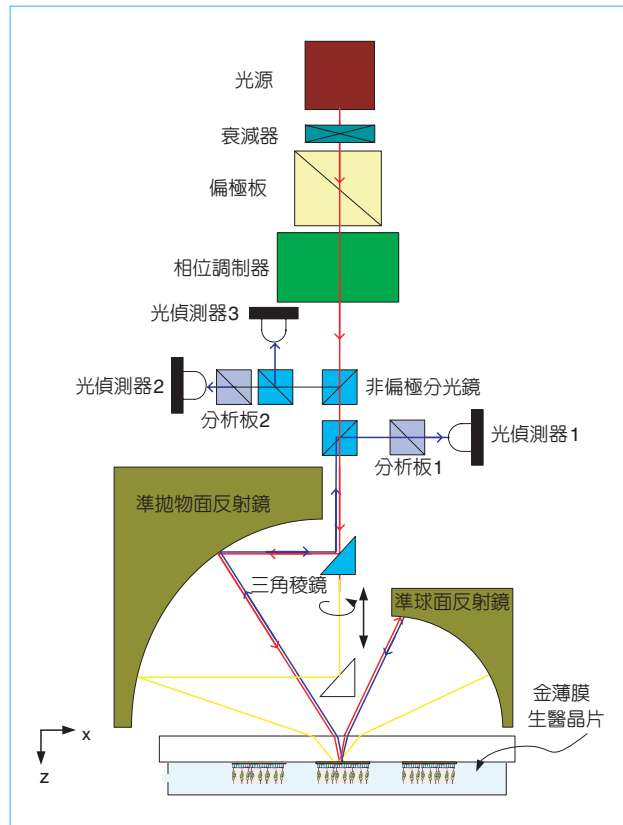 光源
衰減器
偏極板
相位調制器
光偵測器3
光偵測器2
非偏極分光鏡
分析板2
光偵測器1
分析板1
準拋物面反射鏡
三角稜鏡
準球面反射鏡
金薄膜
生醫晶片
x
z